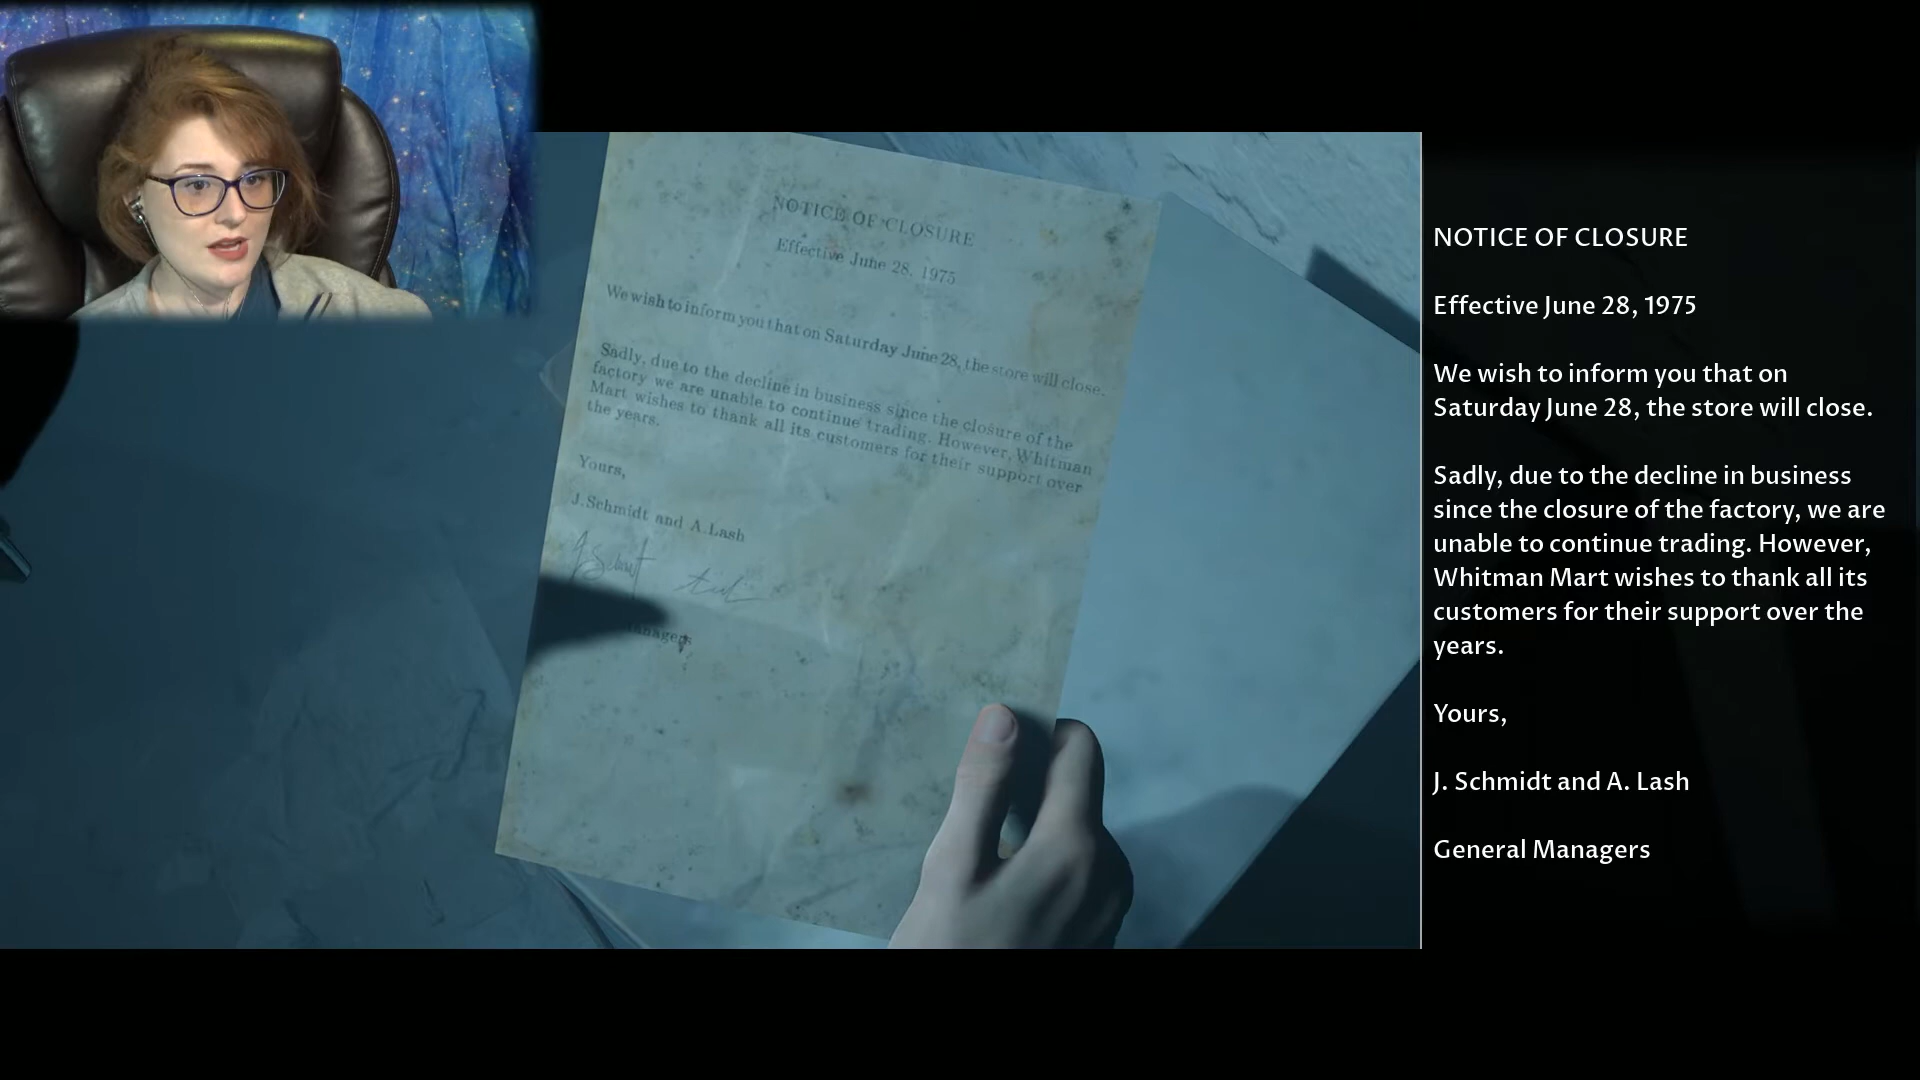 NOTICE OF CLOSURE
Effective June 28, 1975
We wish to inform you that on Saturday June 28, the store will close.
Sadly, due to the decline in business since the closure of the
factory we are unable to continue trading. However, Whitman
Mart wishes to thank all its customers for their support over
the years.
Yours,
J.Schmidt and A.Lash
NOTICE OF CLOSURE
Effective June 28, 1975
We wish to inform you that on
Saturday June 28, the store will close.
Sadly, due to the decline in business
since the closure of the factory, we are
unable to continue trading. However,
Whitman Mart wishes to thank all its
customers for their support over the
years.
Yours,
J. Schmidt and A. Lash
General Managers